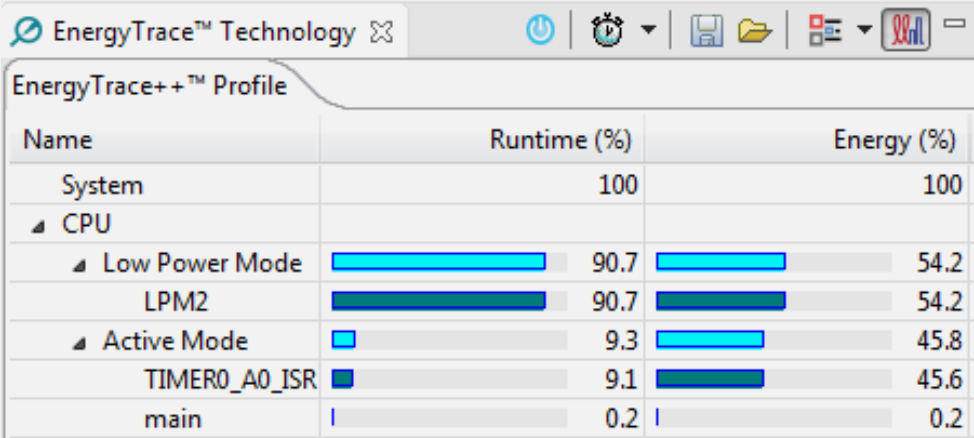 EnergyTrace™ Technology
EnergyTrace++™ Profile
Name Runtime (%) Energy (%)
System 100 100
CPU
Low Power Mode 90.7 54.2
LPM2 90.7 54.2
Active Mode 9.3 45.8
TIMER0_A0_ISR 9.1 45.6
main 0.2 0.2